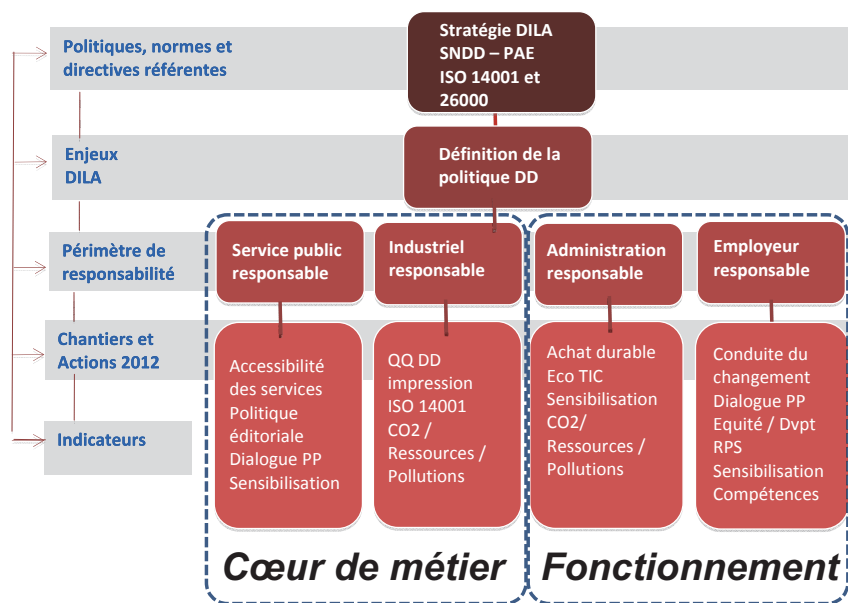 Politiques, normes et
directives référentes
Stratégie DILA
SNDD – PAE
ISO 14001 et
26000
Enjeux
DILA
Définition de la
politique DD
Périmètre de
responsabilité
Service public
responsable
Industriel
responsable
Administration
responsable
Employeur
responsable
Chantiers et
Actions 2012
Indicateurs
Accessibilité
des services
Politique
éditoriale
Dialogue PP
Sensibilisation
QQ DD
impression
ISO 14001
CO2 /
Ressources /
Pollutions
Achat durable
Eco TIC
Sensibilisation
CO2/
Ressources /
Pollutions
Conduite du
changement
Dialogue PP
Equité / Dvpt
RPS
Sensibilisation
Compétences
Cœur de métier
Fonctionnement